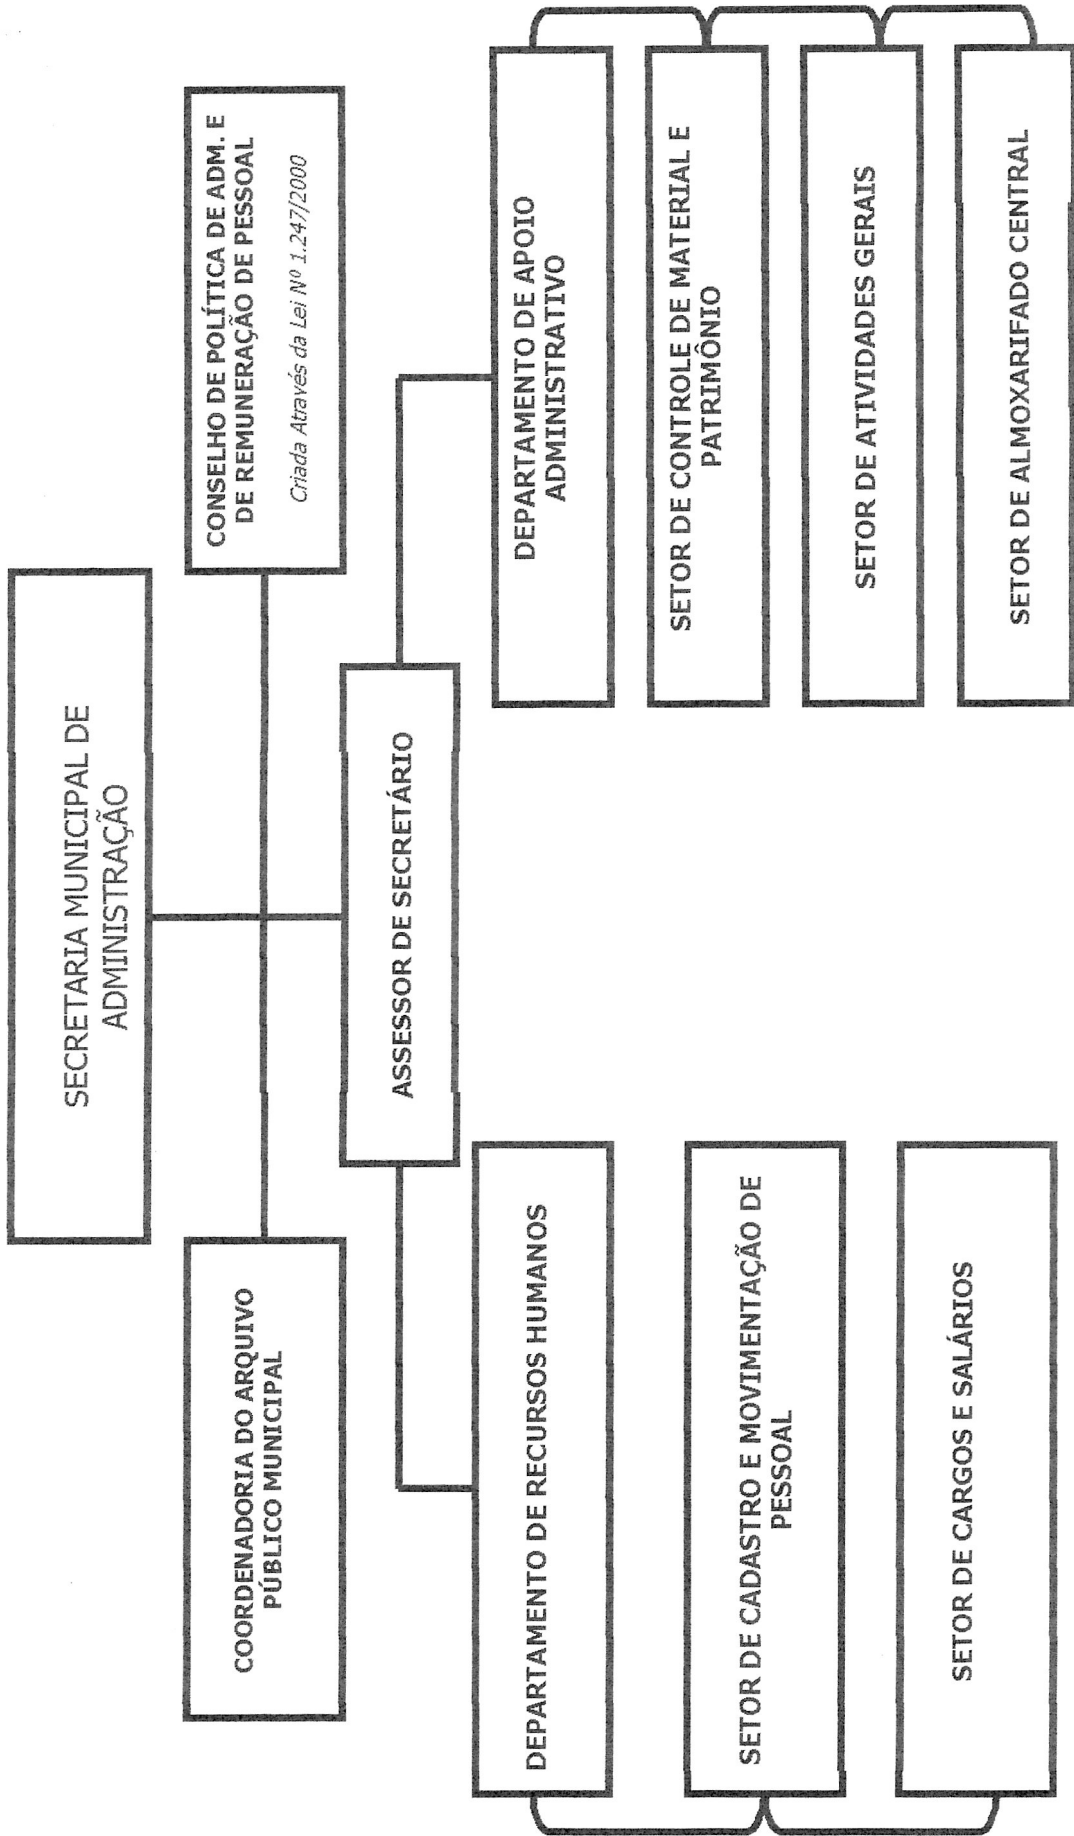 SECRETARIA MUNICIPAL DE
ADMINISTRAÇÃO
COORDENADORIA DO ARQUIVO
PÚBLICO MUNICIPAL
CONSELHO DE POLÍTICA DE ADM. E
DE REMUNERAÇÃO DE PESSOAL
Criada Através da Lei Nº 1.247/2000
ASSESSOR DE SECRETÁRIO
DEPARTAMENTO DE RECURSOS HUMANOS
SETOR DE CADASTRO E MOVIMENTAÇÃO DE
PESSOAL
SETOR DE CARGOS E SALÁRIOS
DEPARTAMENTO DE APOIO
ADMINISTRATIVO
SETOR DE CONTROLE DE MATERIAL E
PATRIMÔNIO
SETOR DE ATIVIDADES GERAIS
SETOR DE ALMOXARIFADO CENTRAL